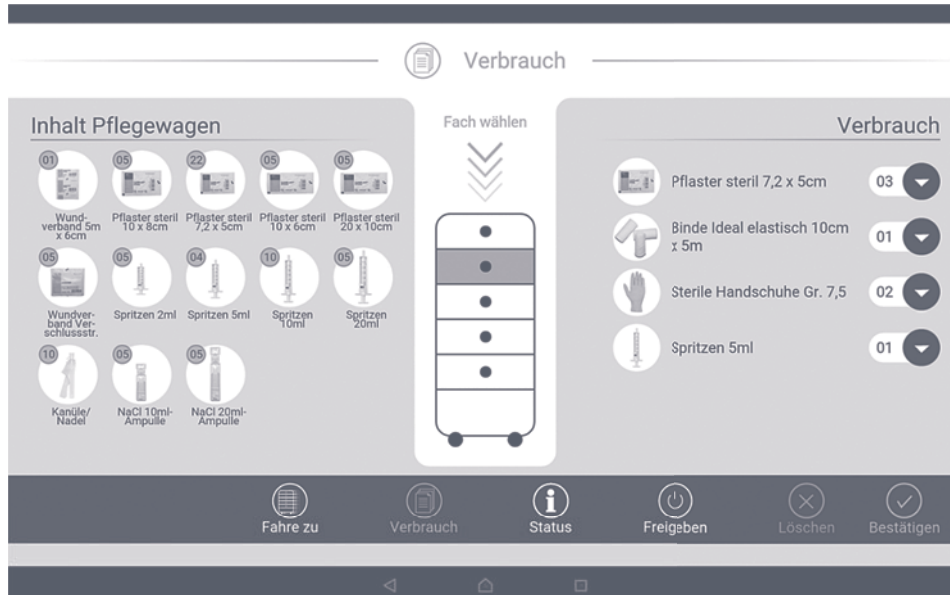 Verbrauch
Inhalt Pflegewagen
Fach wählen
Verbrauch
01
05
22
05
05
Wund-
verband 5m
x 6cm
Pflaster steril
10 x 8cm
Pflaster steril
7,2 x 5cm
Pflaster steril
10 x 6cm
Pflaster steril
20 x 10cm
05
05
04
10
05
Wundver-
band Ver-
schlussstr.
Spritzen 2ml
Spritzen 5ml
Spritzen
10ml
Spritzen
20ml
10
05
05
Kanüle/
Nadel
NaCl 10ml-
Ampulle
NaCl 20ml-
Ampulle
Pflaster steril 7,2 x 5cm
03
Binde Ideal elastisch 10cm
x 5m
01
Sterile Handschuhe Gr. 7,5
02
Spritzen 5ml
01
Fahre zu
Verbrauch
Status
Freigeben
Löschen
Bestätigen